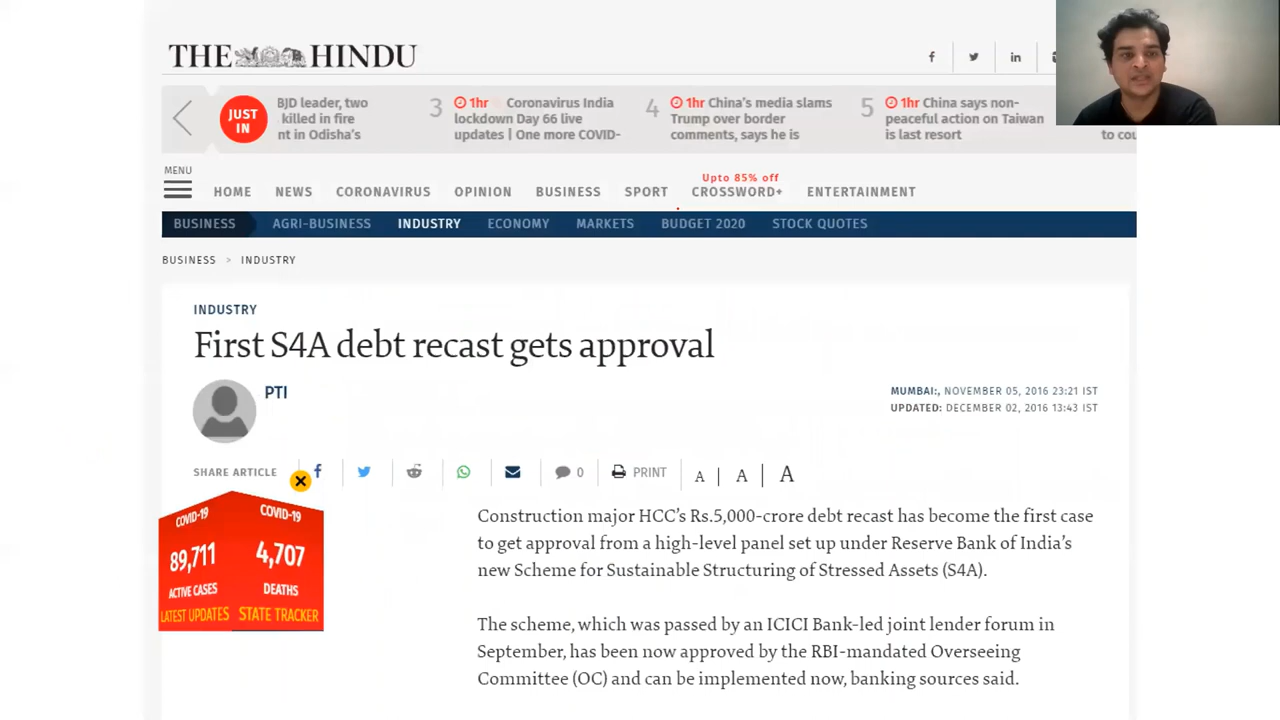 THE HINDU
JUST IN
BJD leader, two
killed in fire
nt in Odisha's
3
1hr Coronavirus India
lockdown Day 66 live
updates | One more COVID-
4
1hr China's media slams
Trump over border
comments, says he is
5
1hr China says non-
peaceful action on Taiwan
is last resort
to cou
MENU
Upto 85% off
HOME NEWS CORONAVIRUS OPINION BUSINESS SPORT CROSSWORD+ ENTERTAINMENT
BUSINESS AGRI-BUSINESS INDUSTRY ECONOMY MARKETS BUDGET 2020 STOCK QUOTES
BUSINESS > INDUSTRY
INDUSTRY
First S4A debt recast gets approval
PTI
MUMBAI:, NOVEMBER 05, 2016 23:21 IST
UPDATED: DECEMBER 02, 2016 13:43 IST
SHARE ARTICLE 0 PRINT A | A | A
COVID-19
89,711
ACTIVE CASES
LATEST UPDATES
COVID-19
4,707
DEATHS
STATE TRACKER
Construction major HCC's Rs.5,000-crore debt recast has become the first case
to get approval from a high-level panel set up under Reserve Bank of India's
new Scheme for Sustainable Structuring of Stressed Assets (S4A).
The scheme, which was passed by an ICICI Bank-led joint lender forum in
September, has been now approved by the RBI-mandated Overseeing
Committee (OC) and can be implemented now, banking sources said.